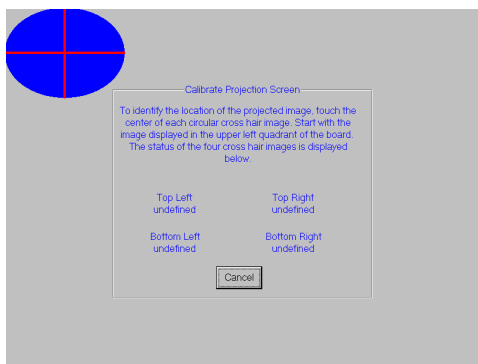 Calibrate Projection Screen
To identify the location of the projected image, touch the
center of each circular cross hair image. Start with the
image displayed in the upper left quadrant of the board.
The status of the four cross hair images is displayed
below.
Top Left
undefined
Top Right
undefined
Bottom Left
undefined
Bottom Right
undefined
Cancel